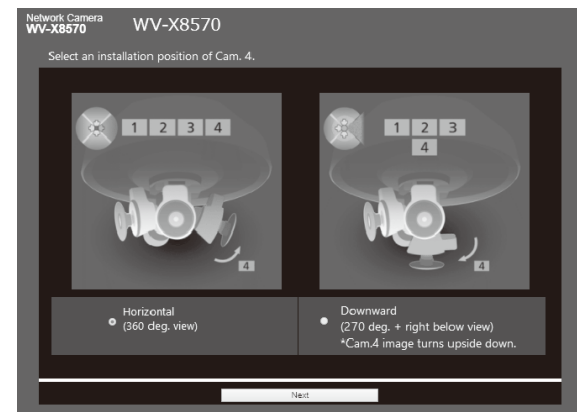 Network Camera
WV-X8570
WV-X8570
Select an installation position of Cam. 4.
1 2 3 4
4
1 2 3
4
4
Horizontal
(360 deg. view)
Downward
(270 deg. + right below view)
*Cam.4 image turns upside down.
Next